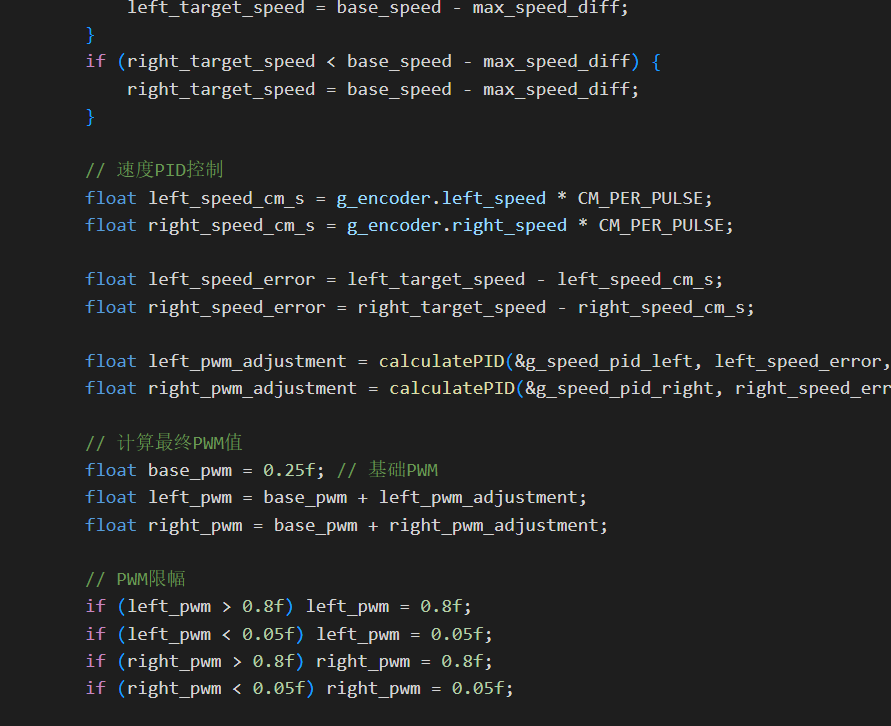 left_target_speed = base_speed - max_speed_diff;
}
if (right_target_speed < base_speed - max_speed_diff) {
right_target_speed = base_speed - max_speed_diff;
}
// 速度PID控制
float left_speed_cm_s = g_encoder.left_speed * CM_PER_PULSE;
float right_speed_cm_s = g_encoder.right_speed * CM_PER_PULSE;
float left_speed_error = left_target_speed - left_speed_cm_s;
float right_speed_error = right_target_speed - right_speed_cm_s;
float left_pwm_adjustment = calculatePID(&g_speed_pid_left, left_speed_error,
float right_pwm_adjustment = calculatePID(&g_speed_pid_right, right_speed_err
// 计算最终PWM值
float base_pwm = 0.25f; // 基础PWM
float left_pwm = base_pwm + left_pwm_adjustment;
float right_pwm = base_pwm + right_pwm_adjustment;
// PWM限幅
if (left_pwm > 0.8f) left_pwm = 0.8f;
if (left_pwm < 0.05f) left_pwm = 0.05f;
if (right_pwm > 0.8f) right_pwm = 0.8f;
if (right_pwm < 0.05f) right_pwm = 0.05f;